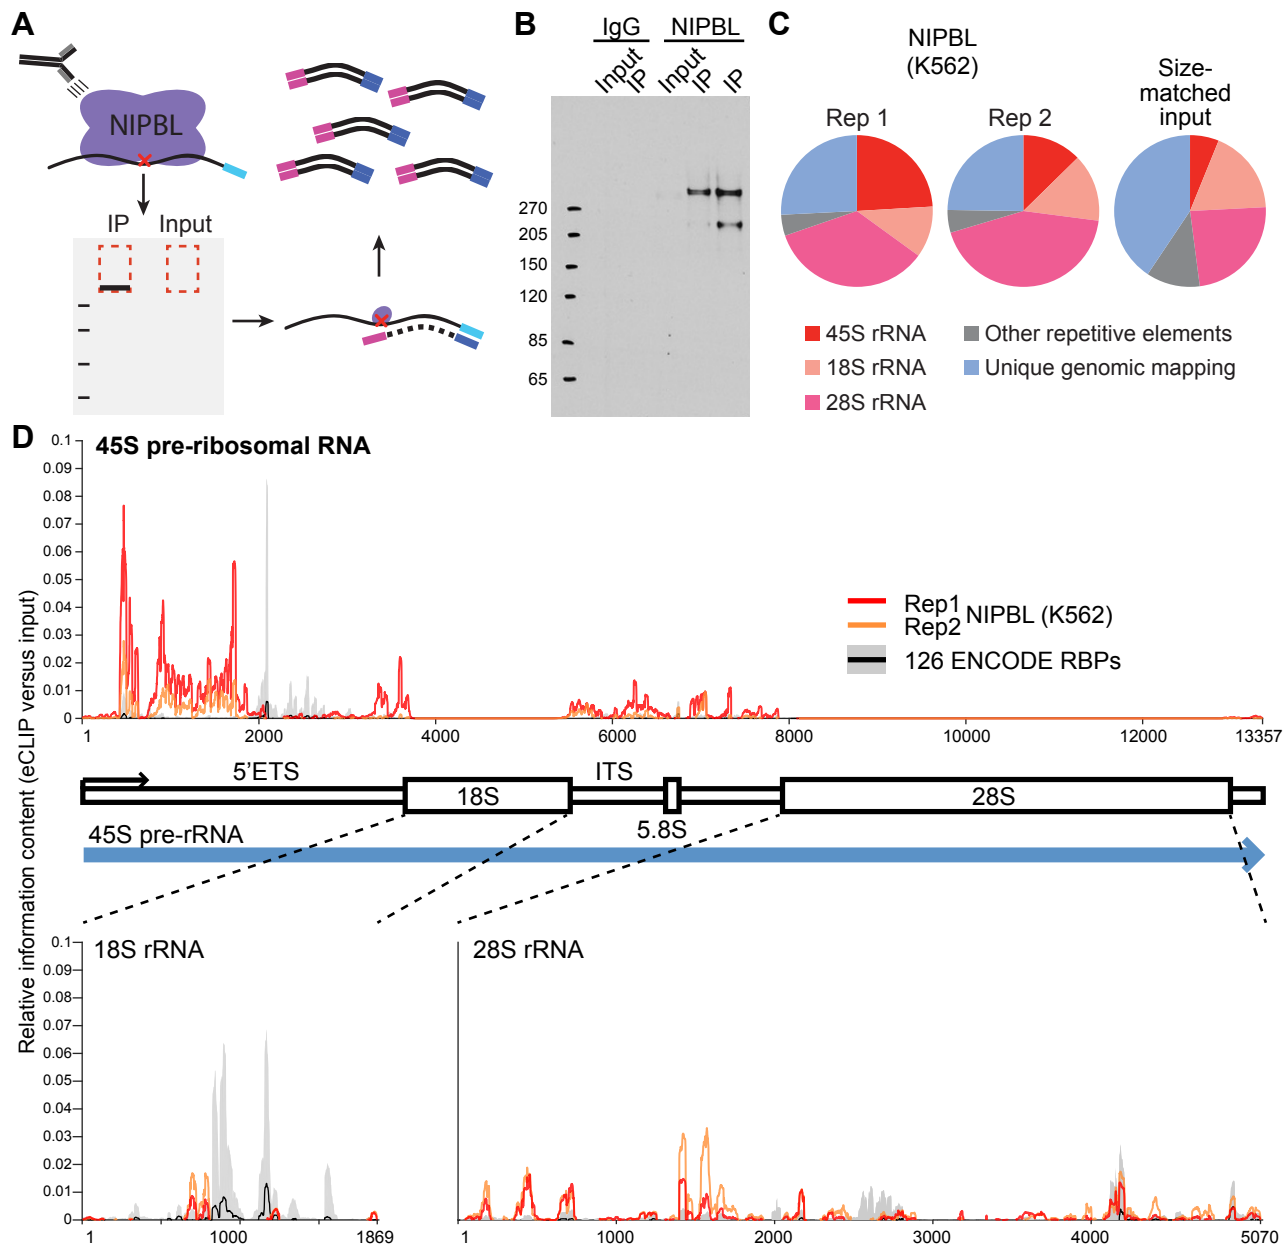 A
NIPBL
IP Input
B
IgG NIPBL
Input IP Input IP IP
270
205
150
120
85
65
C
NIPBL
(K562)
Rep 1
Rep 2
Size-
matched
input
45S rRNA
18S rRNA
28S rRNA
Other repetitive elements
Unique genomic mapping
D
45S pre-ribosomal RNA
Relative information content (eCLIP versus input)
0.1
0.09
0.08
0.07
0.06
0.05
0.04
0.03
0.02
0.01
0
1 2000 4000 6000 8000 10000 12000 13357
Rep1
Rep2
NIPBL (K562)
126 ENCODE RBPs
5'ETS
18S
ITS
5.8S
28S
45S pre-rRNA
18S rRNA
0.1
0.09
0.08
0.07
0.06
0.05
0.04
0.03
0.02
0.01
0
1 1000 1869
28S rRNA
1 1000 2000 3000 4000 5070